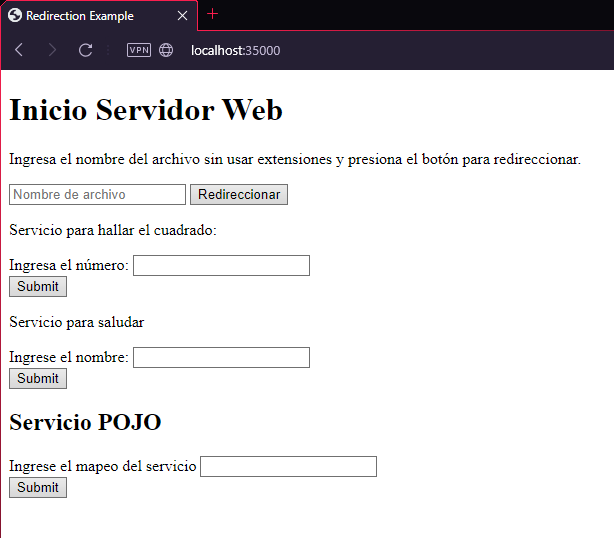 Redirection Example
VPN
localhost:35000
Inicio Servidor Web
Ingresa el nombre del archivo sin usar extensiones y presiona el botón para redireccionar.
Nombre de archivo Redireccionar
Servicio para hallar el cuadrado:
Ingresa el número:
Submit
Servicio para saludar
Ingrese el nombre:
Submit
Servicio POJO
Ingrese el mapeo del servicio
Submit